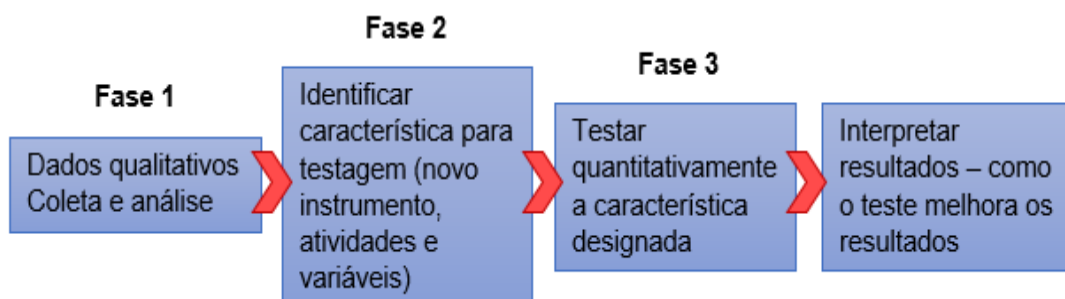 Fase 1
Dados qualitativos
Coleta e análise
Fase 2
Identificar
característica para
testagem (novo
instrumento,
atividades e
variáveis)
Fase 3
Testar
quantitativamente
a característica
designada
Interpretar
resultados – como
o teste melhora os
resultados